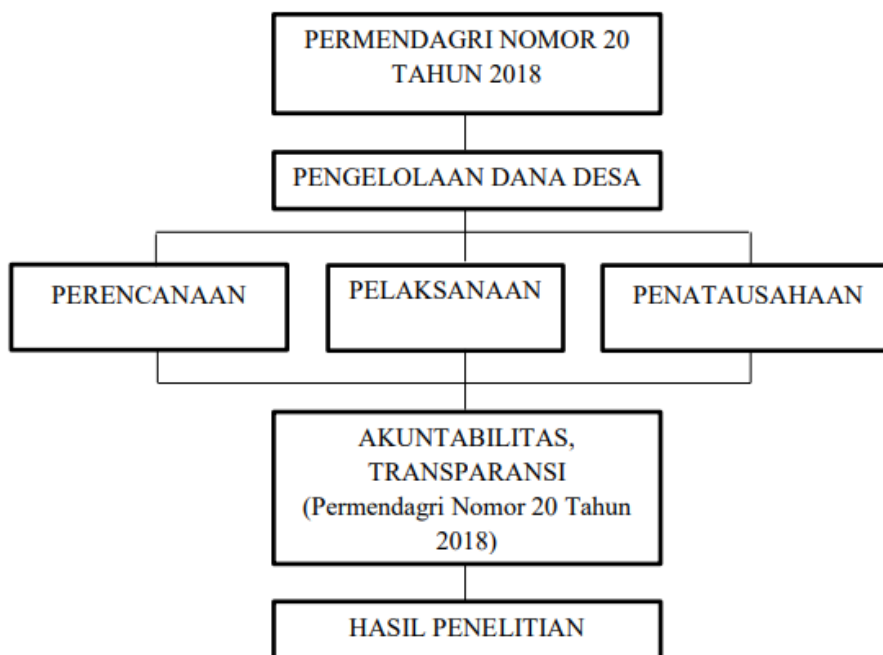 PERMENDAGRI NOMOR 20
TAHUN 2018
PENGELOLAAN DANA DESA
PERENCANAAN
PELAKSANAAN
PENATAUSAHAAN
AKUNTABILITAS,
TRANSPARANSI
(Permendagri Nomor 20 Tahun
2018)
HASIL PENELITIAN